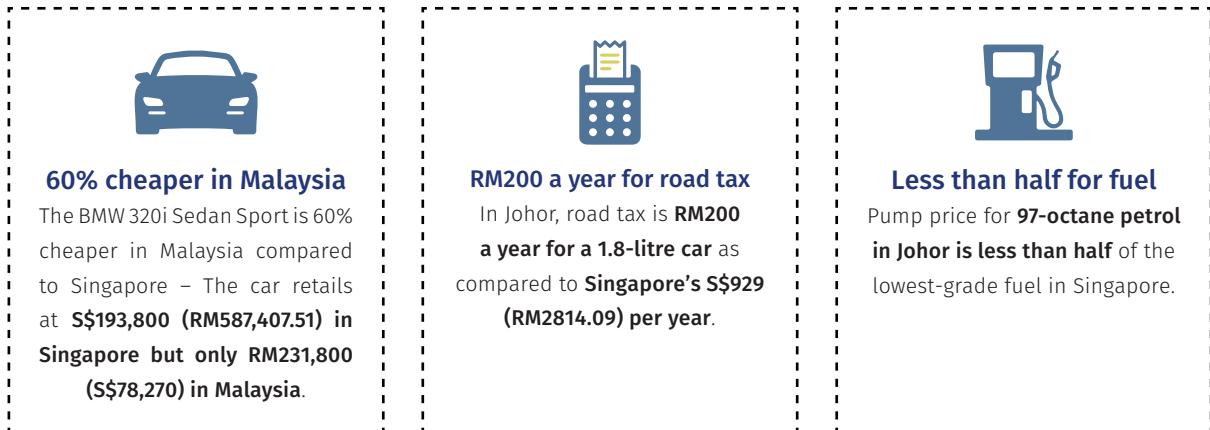 60% cheaper in Malaysia
The BMW 320i Sedan Sport is 60%
cheaper in Malaysia compared
to Singapore – The car retails
at S$193,800 (RM587,407.51) in
Singapore but only RM231,800
(S$78,270) in Malaysia.
RM200 a year for road tax
In Johor, road tax is RM200
a year for a 1.8-litre car as
compared to Singapore’s S$929
(RM2814.09) per year.
Less than half for fuel
Pump price for 97-octane petrol
in Johor is less than half of the
lowest-grade fuel in Singapore.